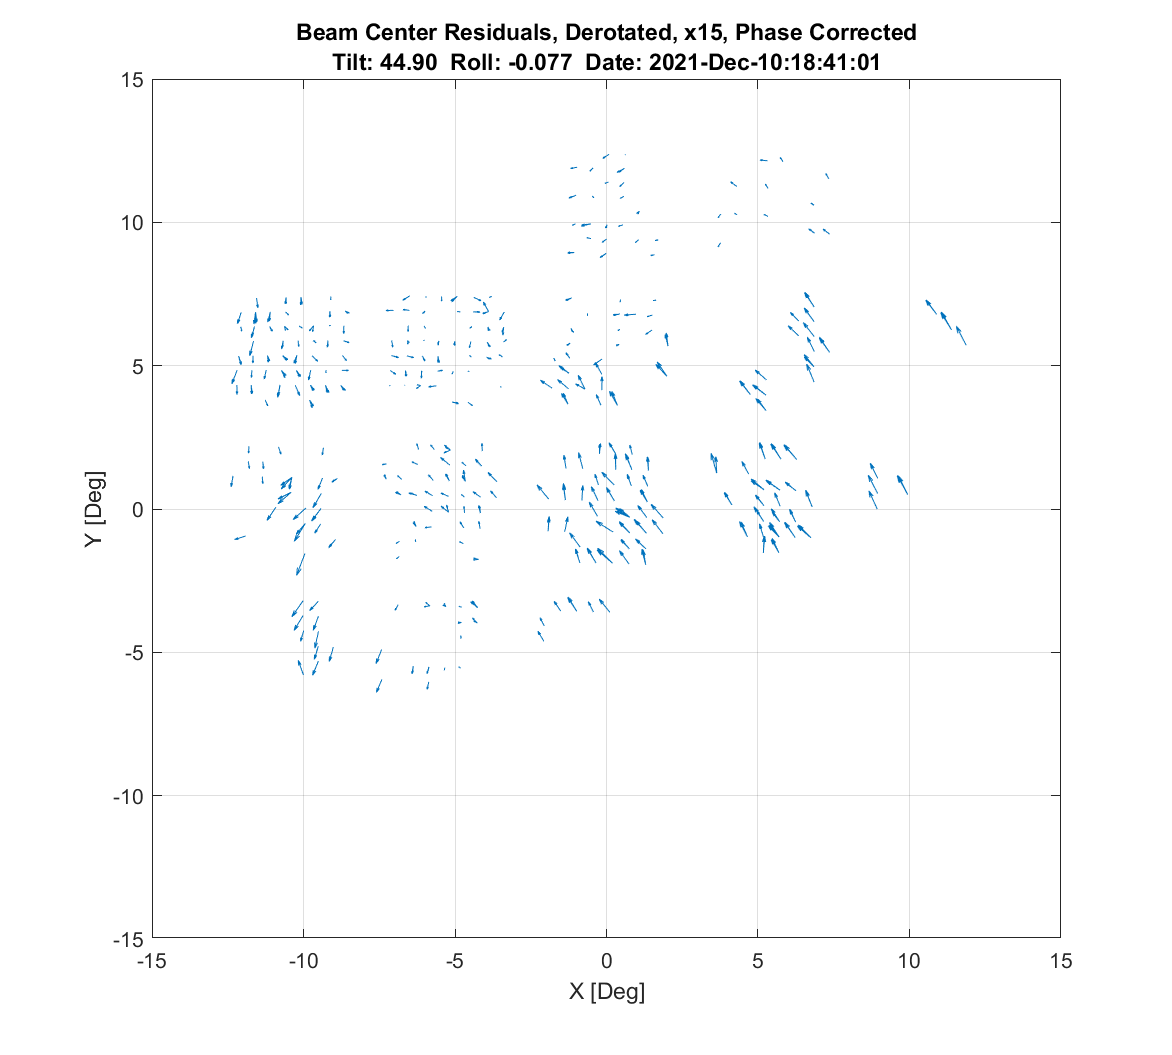 Beam Center Residuals, Derotated, x15, Phase Corrected
Tilt: 44.90 Roll: -0.077 Date: 2021-Dec-10:18:41:01
15
10
5
0
-5
-10
-15
Y [Deg]
-15 -10 -5 0 5 10 15
X [Deg]